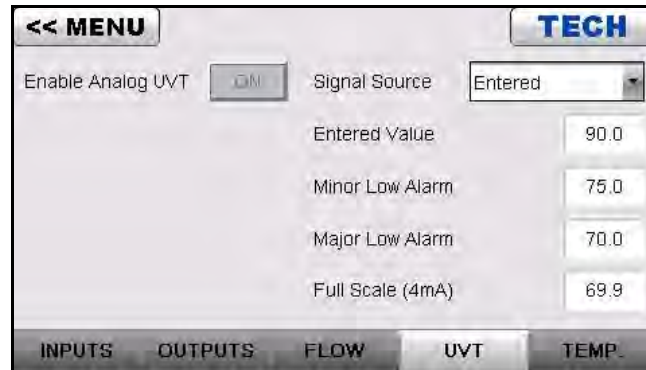 << MENU TECH
Enable Analog UVT ON Signal Source Entered
Entered Value 90.0
Minor Low Alarm 75.0
Major Low Alarm 70.0
Full Scale (4mA) 69.9
INPUTS OUTPUTS FLOW UVT TEMP.